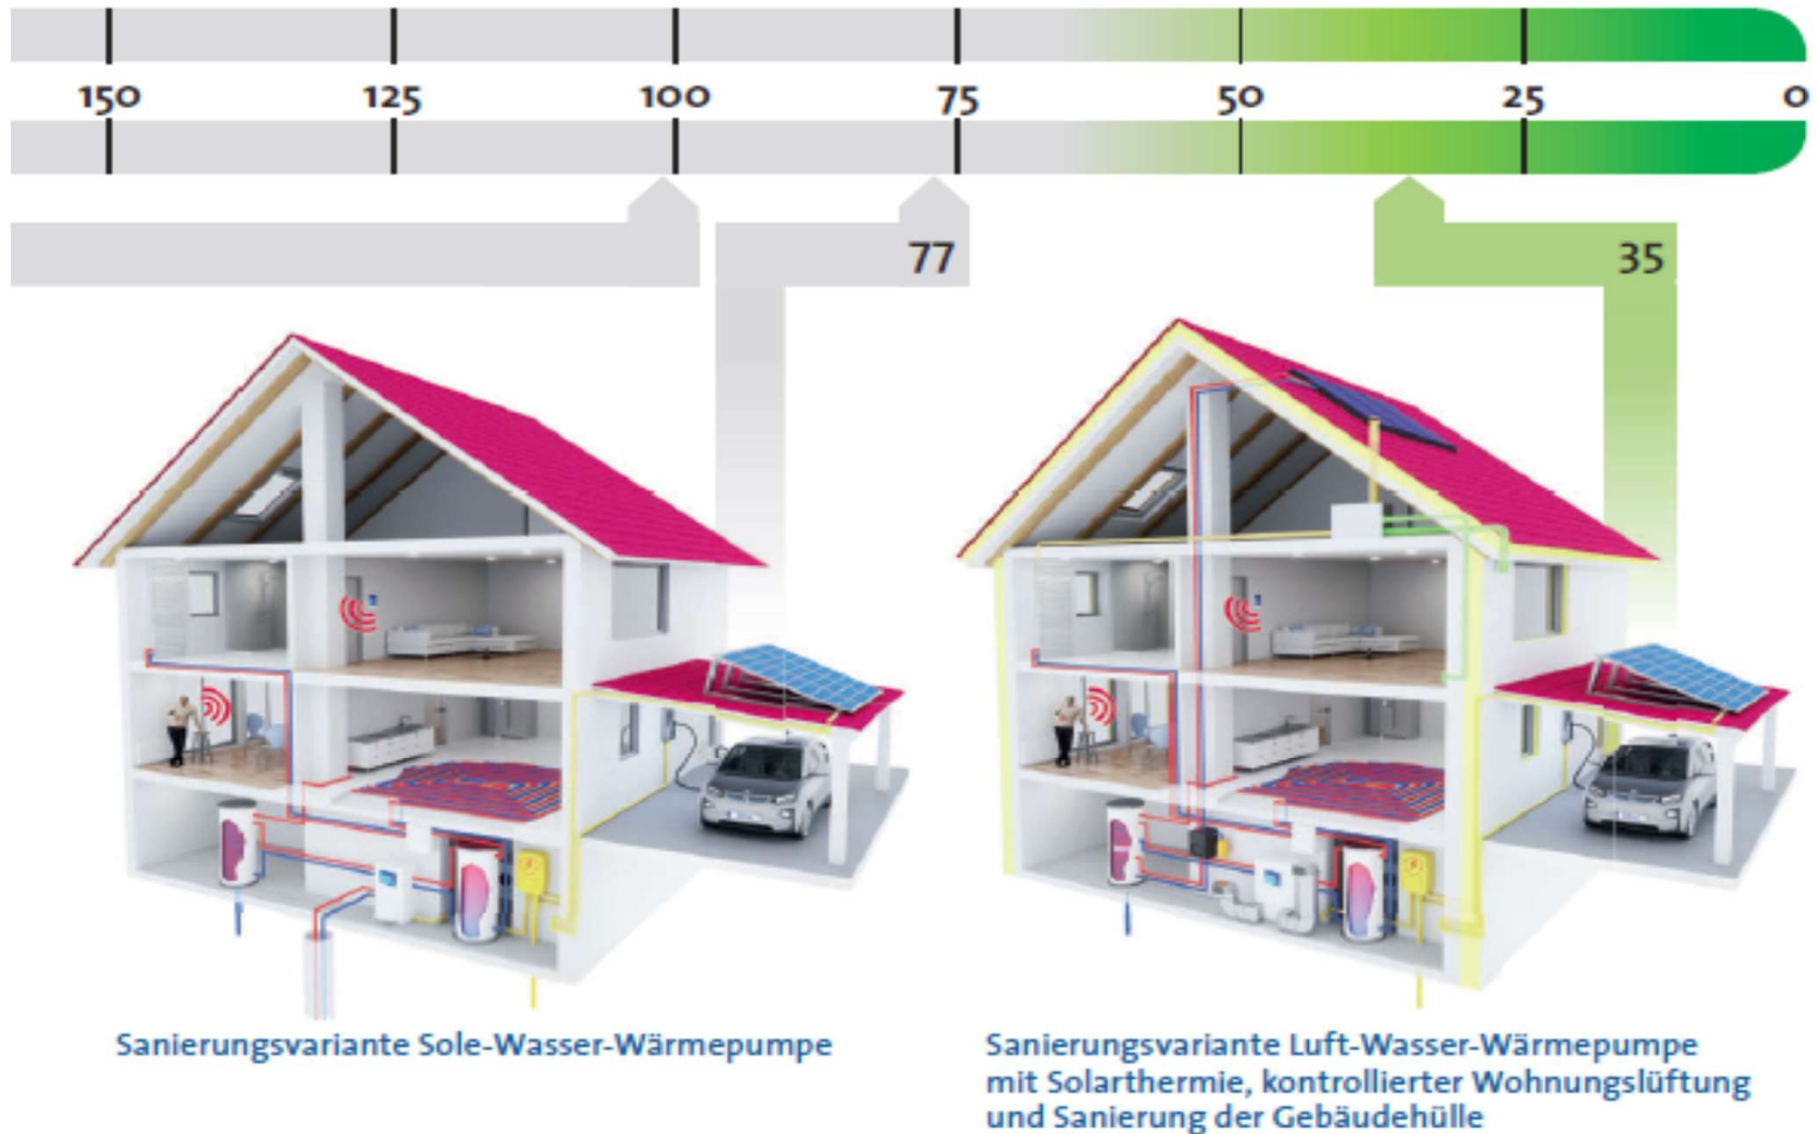 150 125 100 75 50 25 0
77
35
Sanierungsvariante Sole-Wasser-Wärmepumpe
Sanierungsvariante Luft-Wasser-Wärmepumpe
mit Solarthermie, kontrollierter Wohnungslüftung
und Sanierung der Gebäudehülle